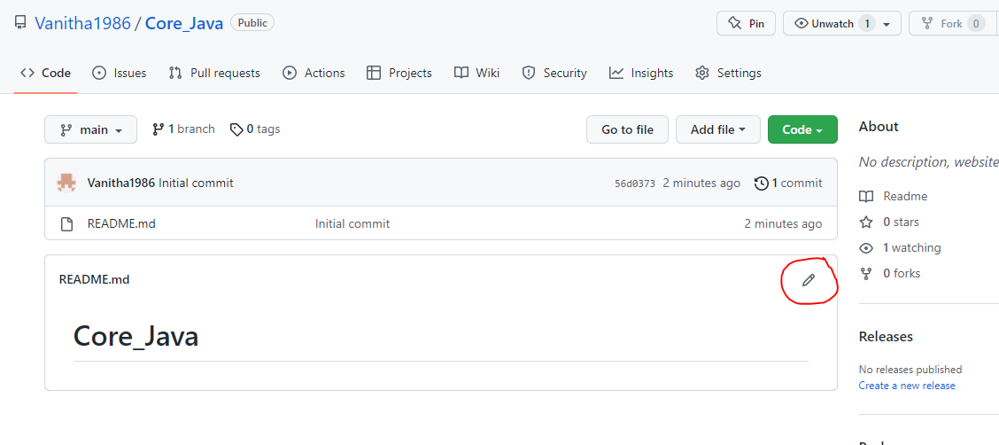 Vanitha1986 / Core_Java Public Pin Unwatch 1 Fork 0
Code Issues Pull requests Actions Projects Wiki Security Insights Settings
main 1 branch 0 tags Go to file Add file Code
Vanitha1986 Initial commit 56d0373 2 minutes ago 1 commit
README.md Initial commit 2 minutes ago
README.md
Core_Java
About
No description, website
Readme
0 stars
1 watching
0 forks
Releases
No releases published
Create a new release